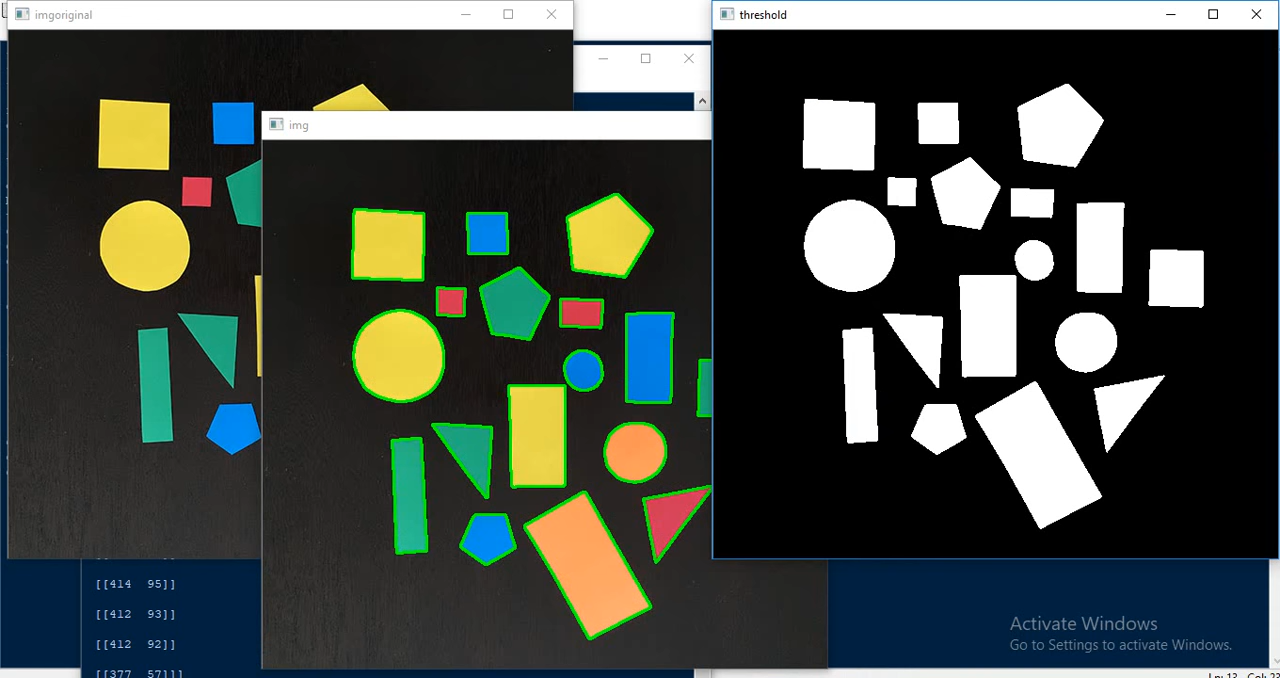 imgoriginal
threshold
img
[[414 95]]
[[412 93]]
[[412 92]]
[[377 57]]]
Activate Windows
Go to Settings to activate Windows.